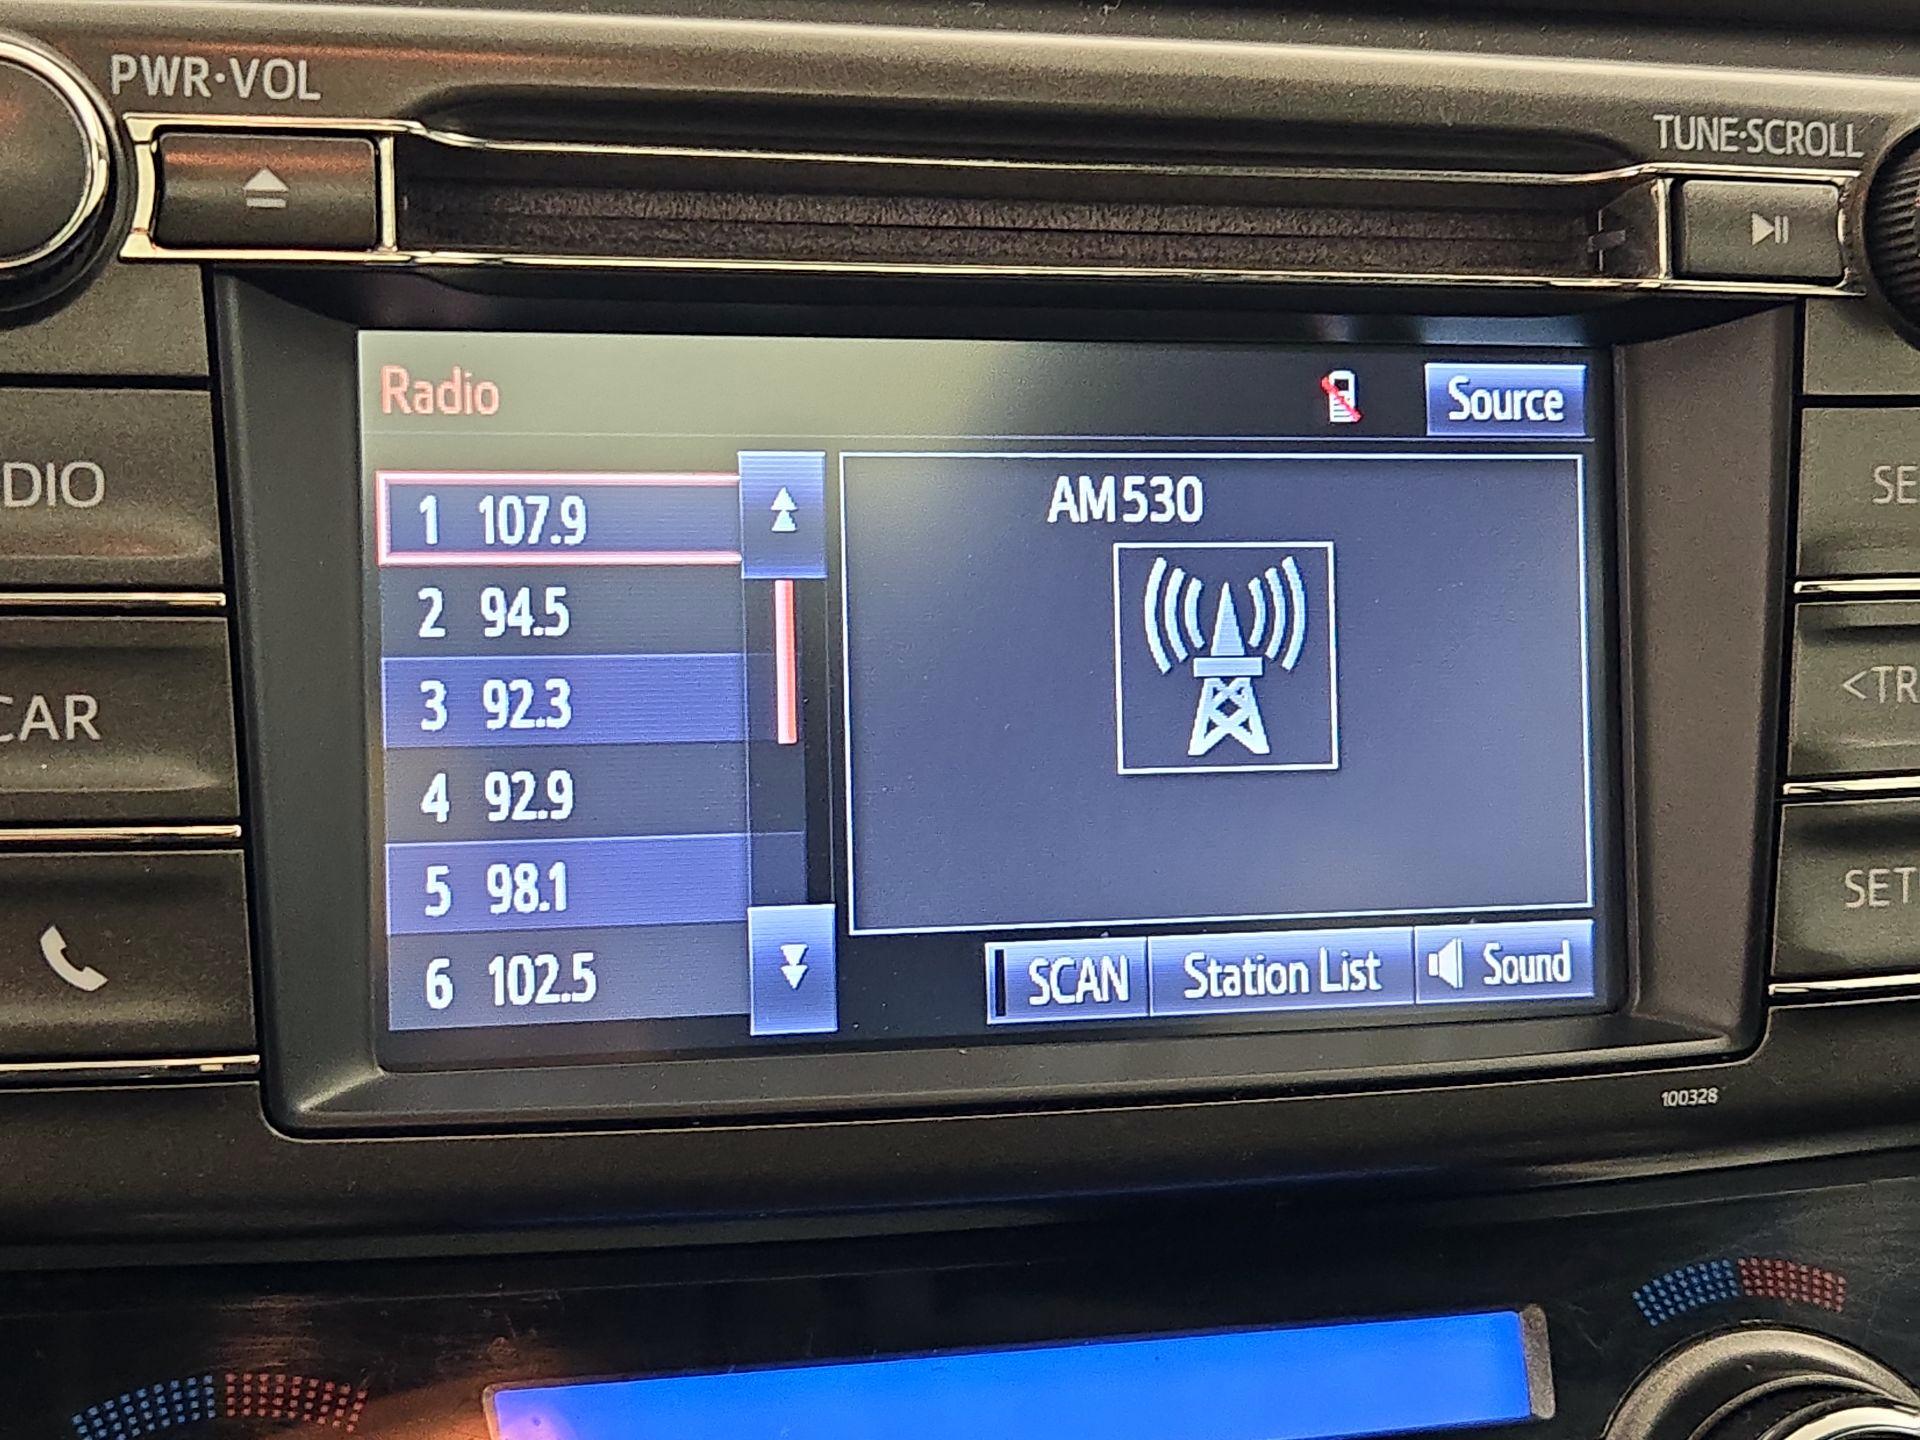 PWR·VOL
TUNE·SCROLL
Radio
Source
1 107.9
2 94.5
3 92.3
4 92.9
5 98.1
6 102.5
AM 530
SCAN
Station List
Sound
DIO
CAR
SE
<TR
SET
100328